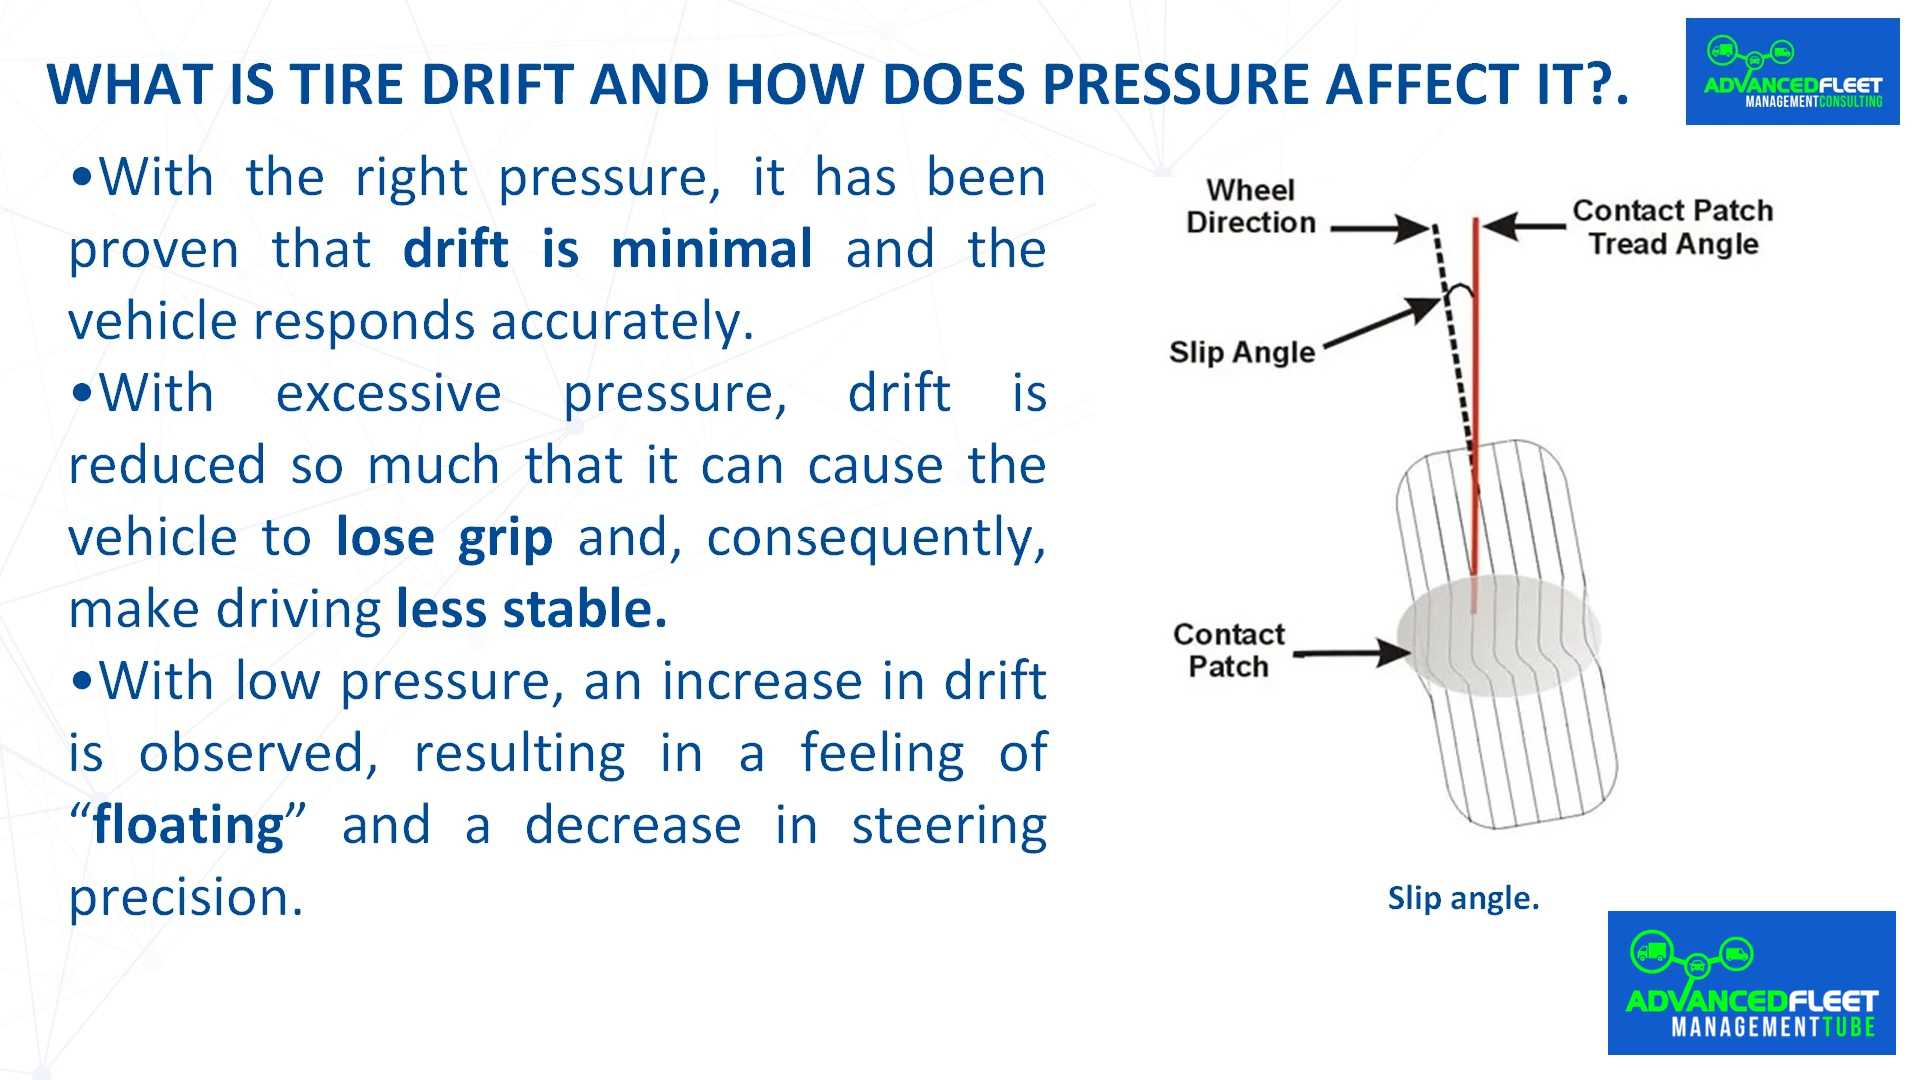 WHAT IS TIRE DRIFT AND HOW DOES PRESSURE AFFECT IT?.
ADVANCEDFLEET
MANAGEMENTCONSULTING
•With the right pressure, it has been
proven that drift is minimal and the
vehicle responds accurately.
•With excessive pressure, drift is
reduced so much that it can cause the
vehicle to lose grip and, consequently,
make driving less stable.
•With low pressure, an increase in drift
is observed, resulting in a feeling of
“floating” and a decrease in steering
precision.
Wheel
Direction
Contact Patch
Tread Angle
Slip Angle
Contact
Patch
Slip angle.
ADVANCEDFLEET
MANAGEMENTTUBE